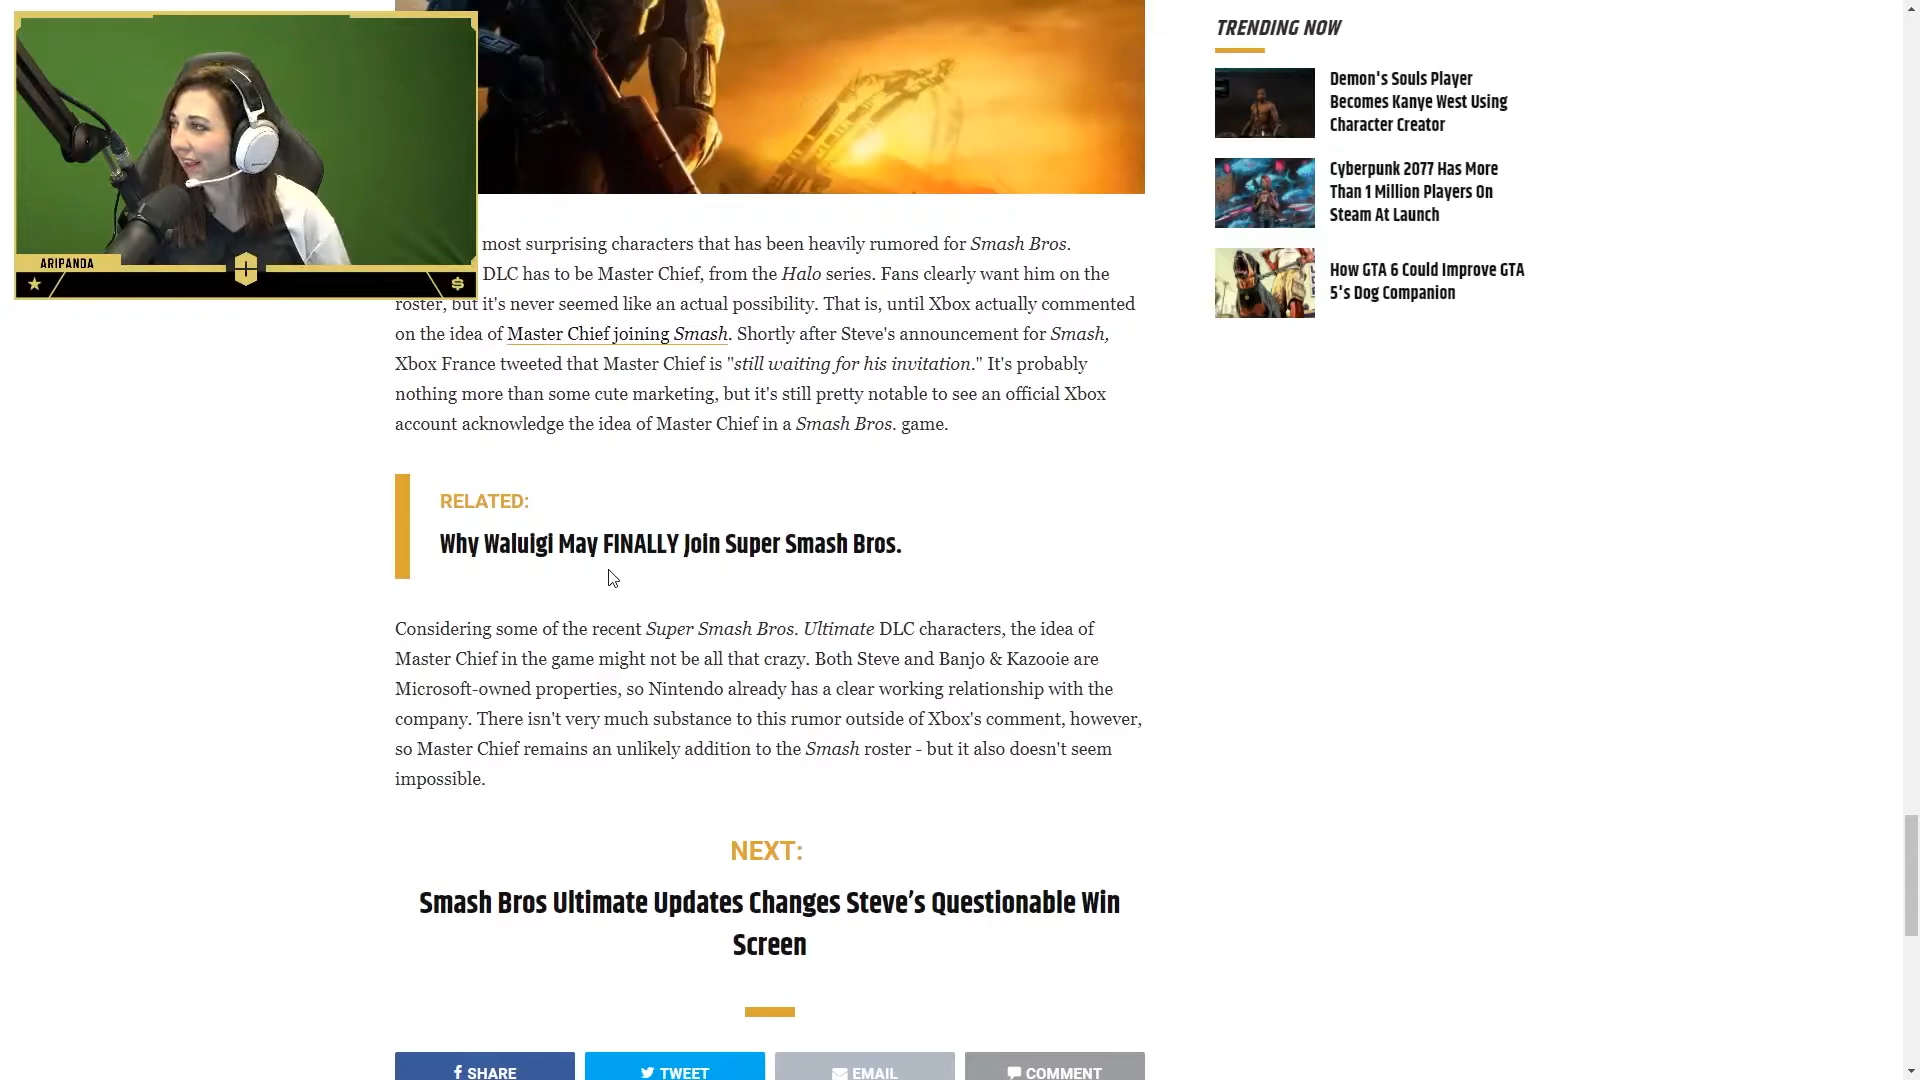 ARIPANDA
most surprising characters that has been heavily rumored for Smash Bros.
DLC has to be Master Chief, from the Halo series. Fans clearly want him on the
roster, but it's never seemed like an actual possibility. That is, until Xbox actually commented
on the idea of Master Chief joining Smash. Shortly after Steve's announcement for Smash,
Xbox France tweeted that Master Chief is "still waiting for his invitation." It's probably
nothing more than some cute marketing, but it's still pretty notable to see an official Xbox
account acknowledge the idea of Master Chief in a Smash Bros. game.
RELATED:
Why Waluigi May FINALLY Join Super Smash Bros.
Considering some of the recent Super Smash Bros. Ultimate DLC characters, the idea of
Master Chief in the game might not be all that crazy. Both Steve and Banjo & Kazooie are
Microsoft-owned properties, so Nintendo already has a clear working relationship with the
company. There isn't very much substance to this rumor outside of Xbox's comment, however,
so Master Chief remains an unlikely addition to the Smash roster - but it also doesn't seem
impossible.
NEXT:
Smash Bros Ultimate Updates Changes Steve’s Questionable Win
Screen
SHARE
TWEET
EMAIL
COMMENT
TRENDING NOW
Demon's Souls Player
Becomes Kanye West Using
Character Creator
Cyberpunk 2077 Has More
Than 1 Million Players On
Steam At Launch
How GTA 6 Could Improve GTA
5's Dog Companion